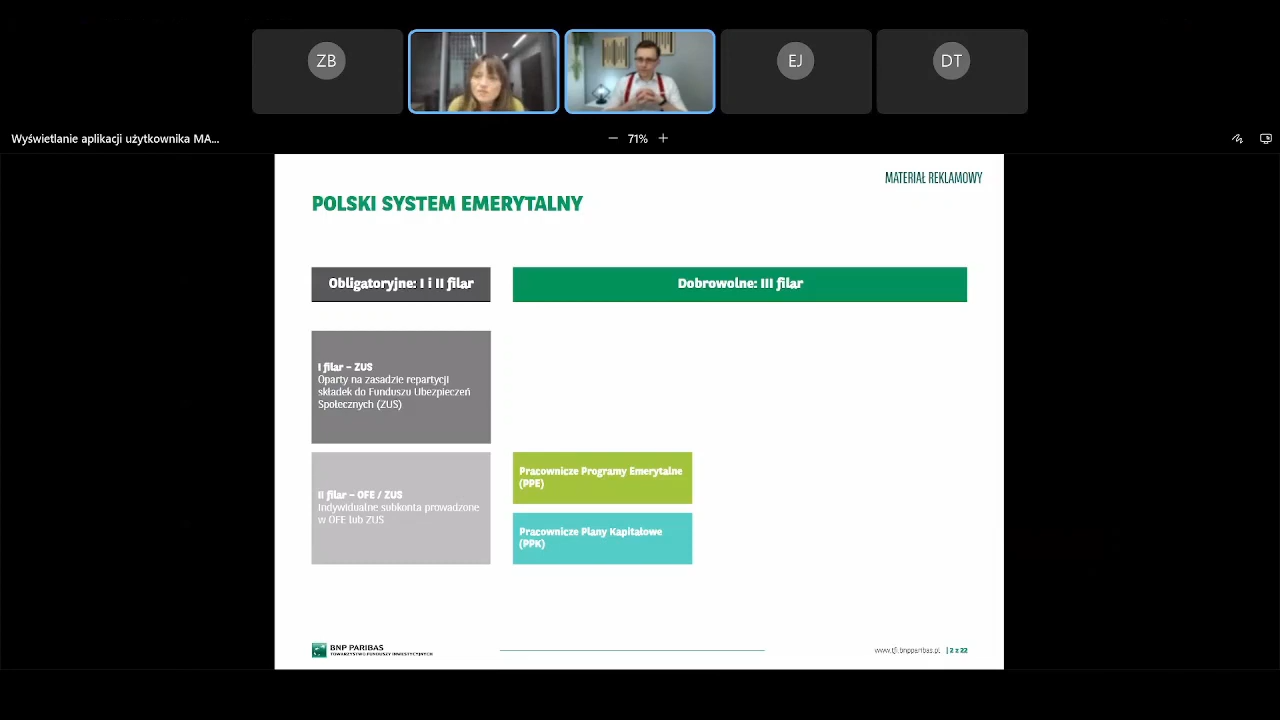 ZB
EJ
DT
Wyświetlanie aplikacji użytkownika MA...
71%
MATERIAŁ REKLAMOWY
POLSKI SYSTEM EMERYTALNY
Obligatoryjne: I i II filar
Dobrowolne: III filar
I filar – ZUS
Oparty na zasadzie repartycji
składek do Funduszu Ubezpieczeń
Społecznych (ZUS)
II filar – OFE / ZUS
Indywidualne subkonta prowadzone
w OFE lub ZUS
Pracownicze Programy Emerytalne
(PPE)
Pracownicze Plany Kapitałowe
(PPK)
BNP PARIBAS
TOWARZYSTWO FUNDUSZY INWESTYCYJNYCH
www.tfi.bnpparibas.pl | 2 z 22